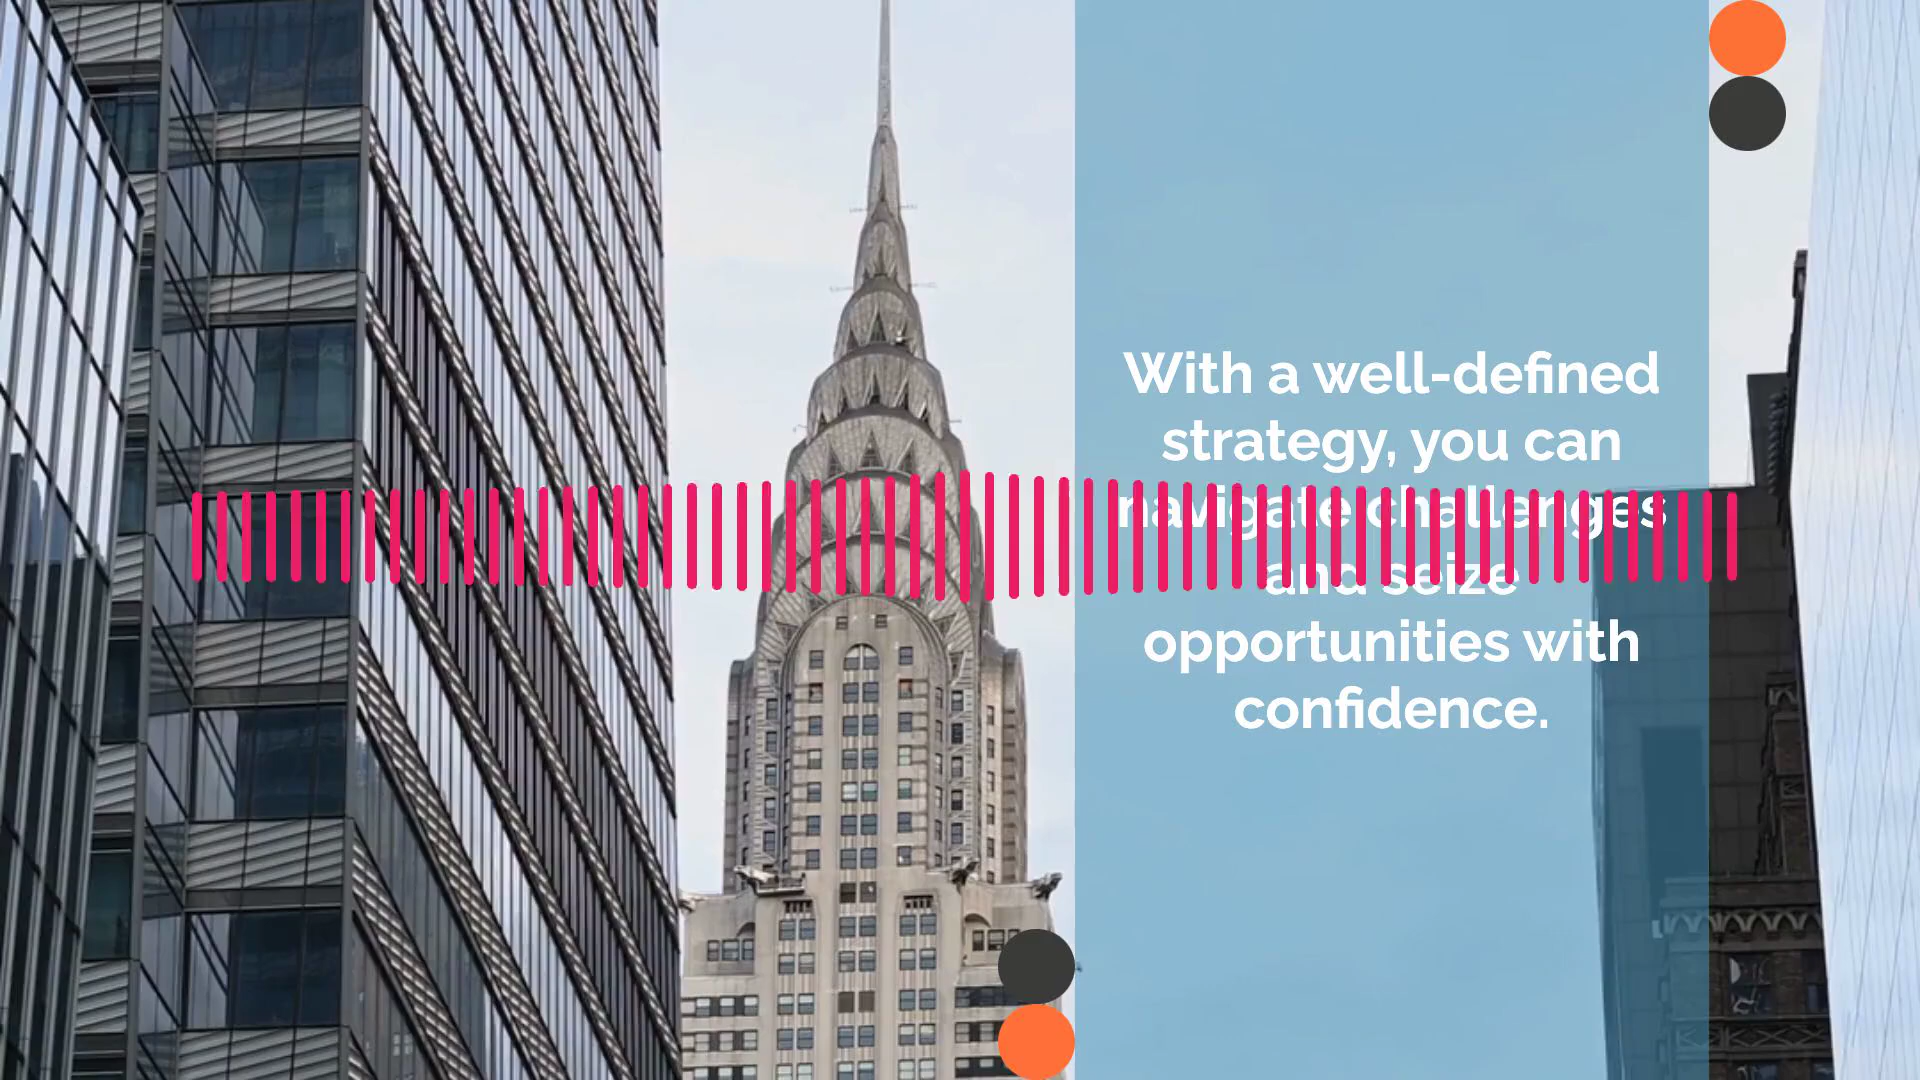 With a well-defined
strategy, you can
navigate challenges
and seize
opportunities with
confidence.